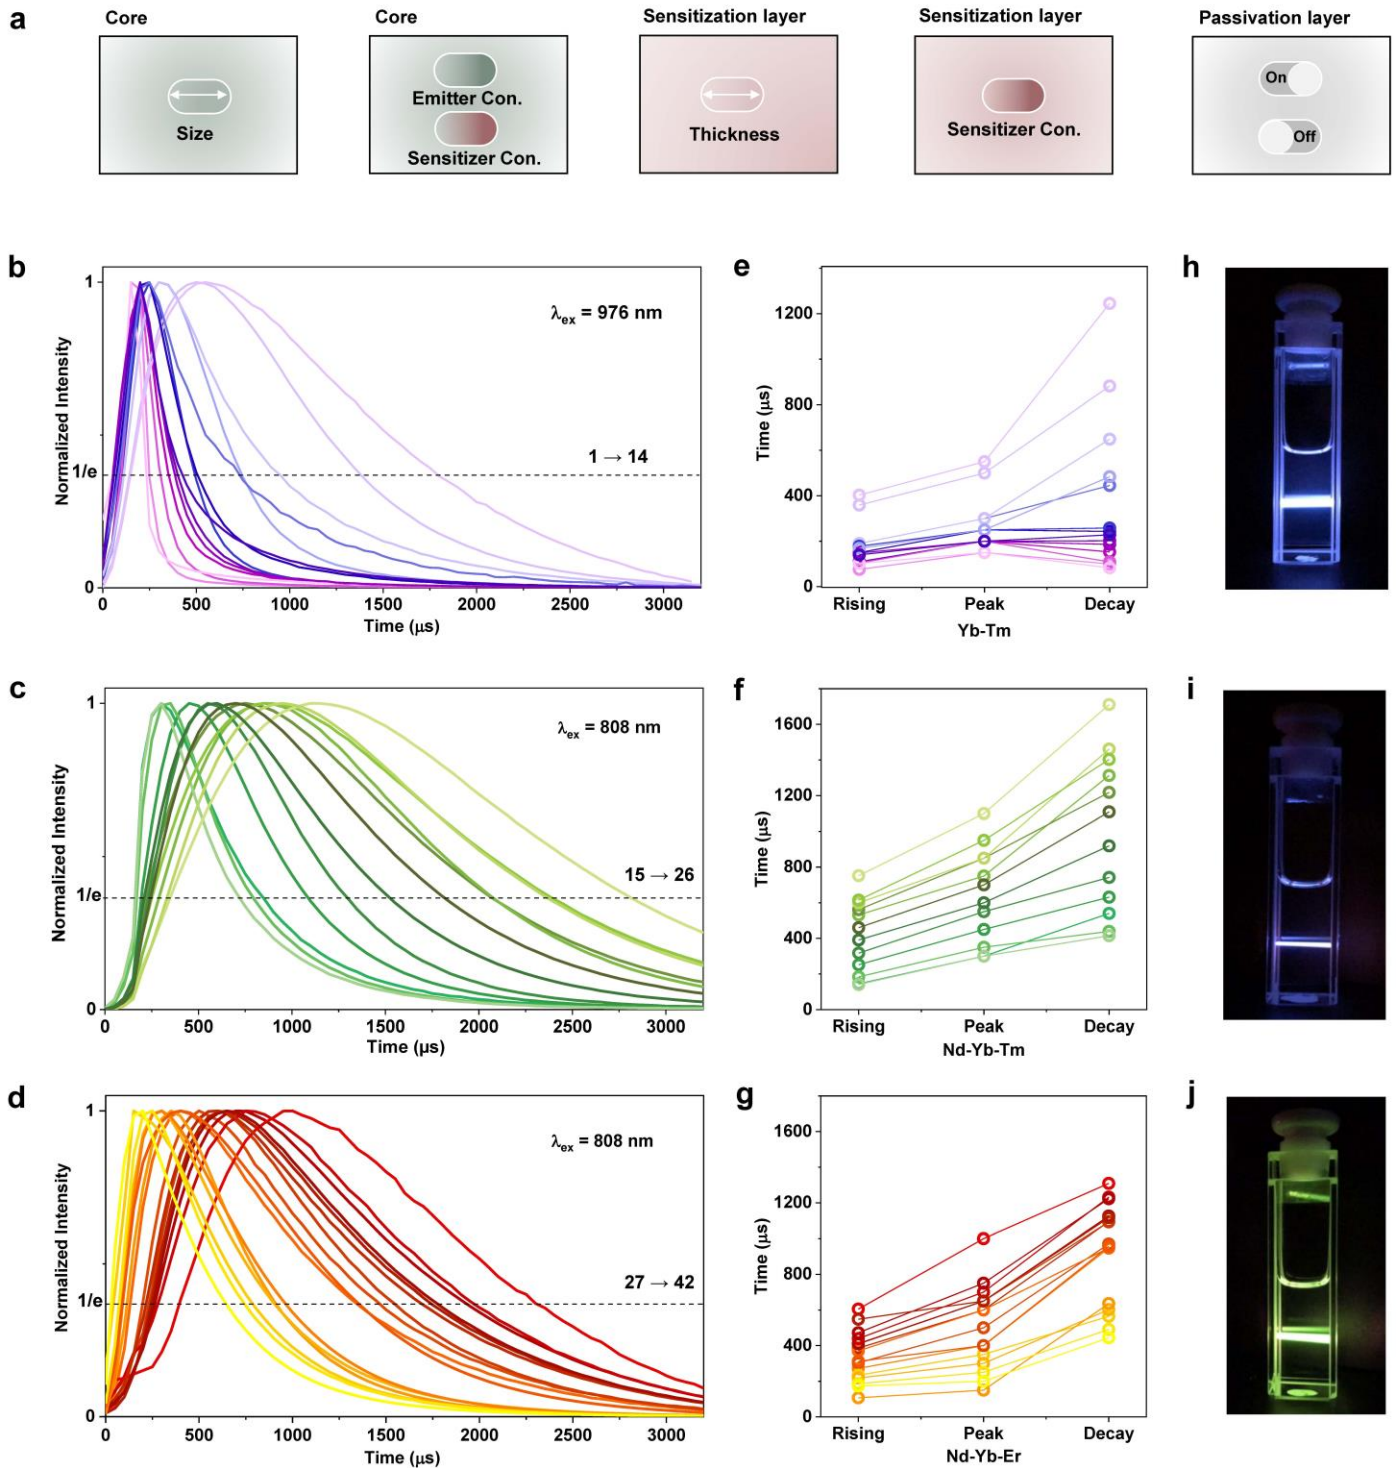 a
Core
Core
Sensitization layer
Sensitization layer
Passivation layer
Size
Emitter Con.
Sensitizer Con.
Thickness
Sensitizer Con.
On
Off
b
1
1/e
0
Normalized Intensity
λex = 976 nm
1 → 14
0 500 1000 1500 2000 2500 3000
Time (μs)
e
1200
800
400
0
Time (μs)
Rising Peak Decay
Yb-Tm
h
c
1
1/e
0
Normalized Intensity
λex = 808 nm
15 → 26
0 500 1000 1500 2000 2500 3000
Time (μs)
f
1600
1200
800
400
0
Time (μs)
Rising Peak Decay
Nd-Yb-Tm
i
d
1
1/e
0
Normalized Intensity
λex = 808 nm
27 → 42
0 500 1000 1500 2000 2500 3000
Time (μs)
g
1600
1200
800
400
0
Time (μs)
Rising Peak Decay
Nd-Yb-Er
j